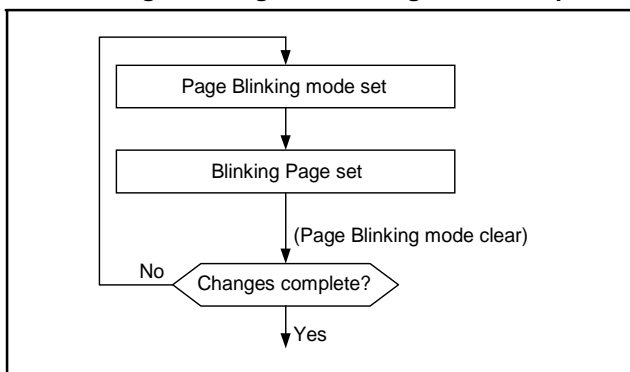 Page Blinking mode set
Blinking Page set
(Page Blinking mode clear)
No
Changes complete?
Yes